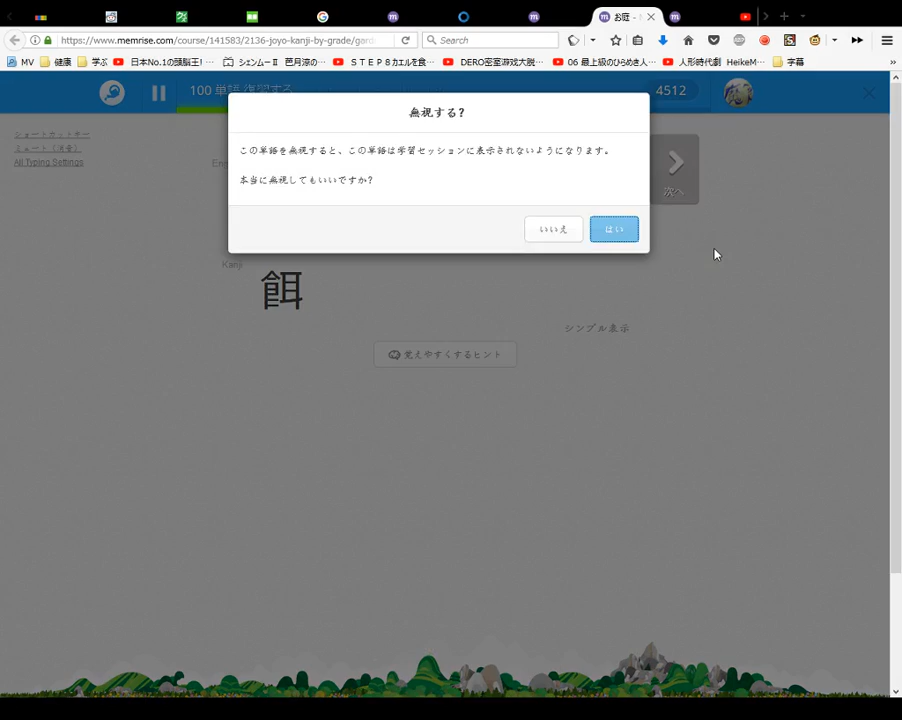 https://www.memrise.com/course/141583/2136-joyo-kanji-by-grade/gard
Search
お庭 -
MV
健康
学ぶ
日本No.1の頭脳王!…
シェンムーⅡ 芭月涼の…
ＳＴＥＰ８カエルを食…
DERO密室游戏大脱…
06 最上級のひらめき人…
人形時代劇 HeikeM…
字幕
100 単語 復習する
4512
ショートカットキー
ミュート（消音）
All Typing Settings
Eng
無視する?
この単語を無視すると、この単語は学習セッションに表示されないようになります。
本当に無視してもいいですか?
いいえ
はい
次へ
Kanji
餌
シンプル表示
覚えやすくするヒント